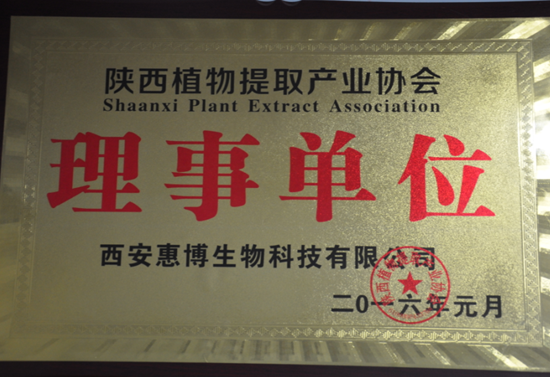 陕西植物提取产业协会
Shaanxi Plant Extract Association
理事单位
西安惠博生物科技有限公司
二0一六年元月